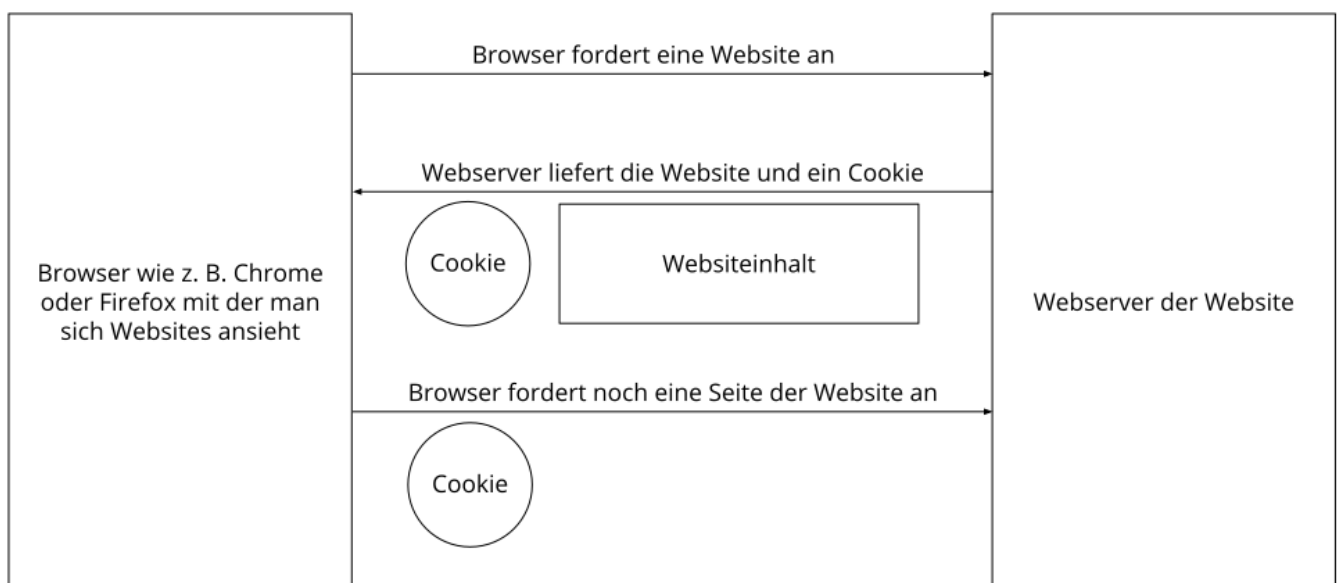 Browser fordert eine Website an
Webserver liefert die Website und ein Cookie
Cookie
Websiteinhalt
Browser wie z. B. Chrome
oder Firefox mit der man
sich Websites ansieht
Webserver der Website
Browser fordert noch eine Seite der Website an
Cookie